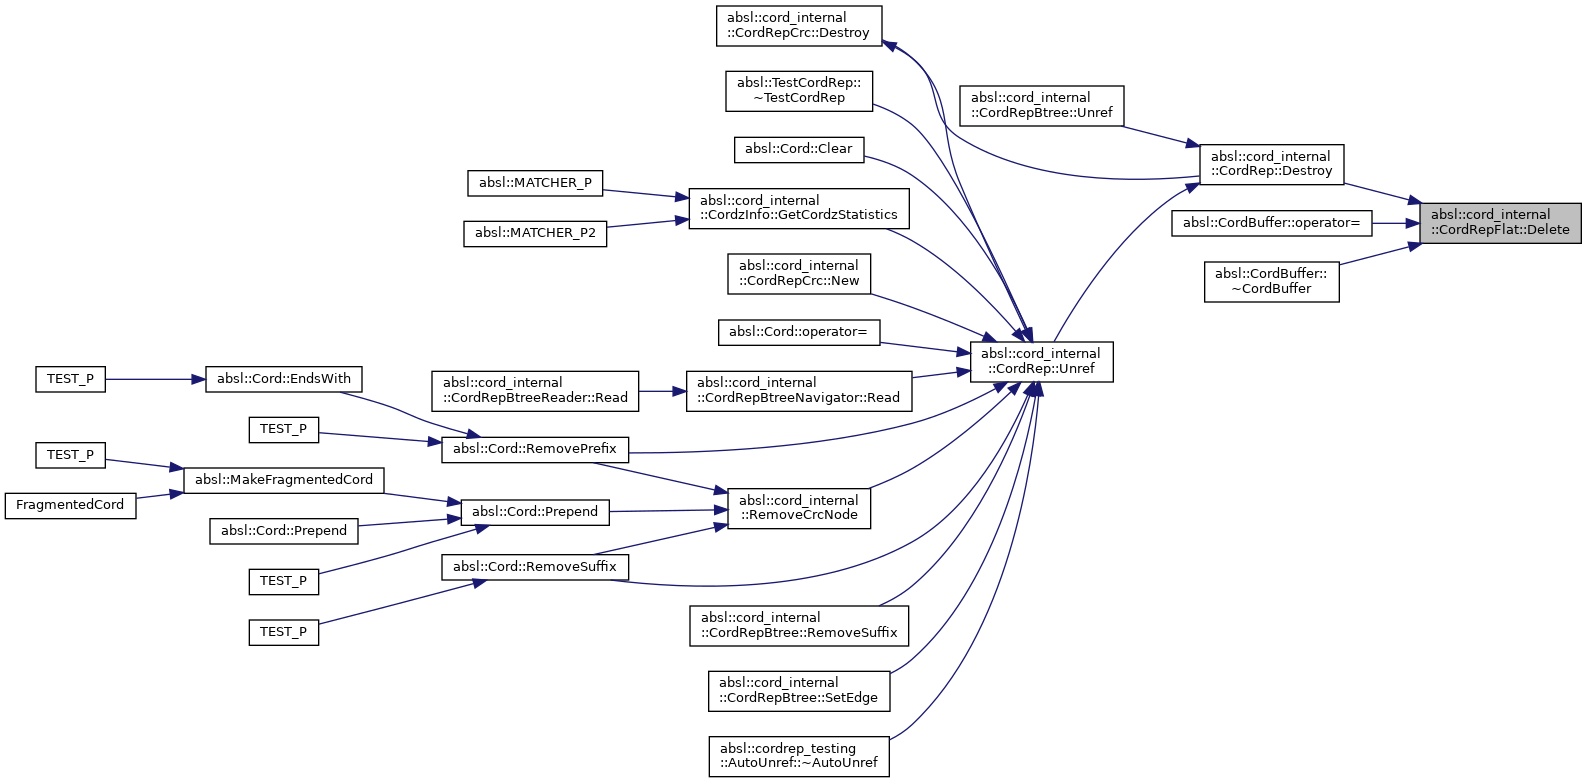 absl::cord_internal
::CordRepCrc::Destroy
absl::TestCordRep::
~TestCordRep
absl::cord_internal
::CordRepBtree::Unref
absl::Cord::Clear
absl::cord_internal
::CordRep::Destroy
absl::MATCHER_P
absl::cord_internal
::CordzInfo::GetCordzStatistics
absl::MATCHER_P2
absl::CordBuffer::operator=
absl::cord_internal
::CordRepFlat::Delete
absl::cord_internal
::CordRepCrc::New
absl::CordBuffer::
~CordBuffer
absl::Cord::operator=
absl::cord_internal
::CordRep::Unref
TEST_P
absl::Cord::EndsWith
absl::cord_internal
::CordRepBtreeReader::Read
absl::cord_internal
::CordRepBtreeNavigator::Read
TEST_P
absl::Cord::RemovePrefix
TEST_P
absl::MakeFragmentedCord
FragmentedCord
absl::Cord::Prepend
absl::cord_internal
::RemoveCrcNode
absl::Cord::Prepend
TEST_P
absl::Cord::RemoveSuffix
TEST_P
absl::cord_internal
::CordRepBtree::RemoveSuffix
absl::cord_internal
::CordRepBtree::SetEdge
absl::cordrep_testing
::AutoUnref::~AutoUnref